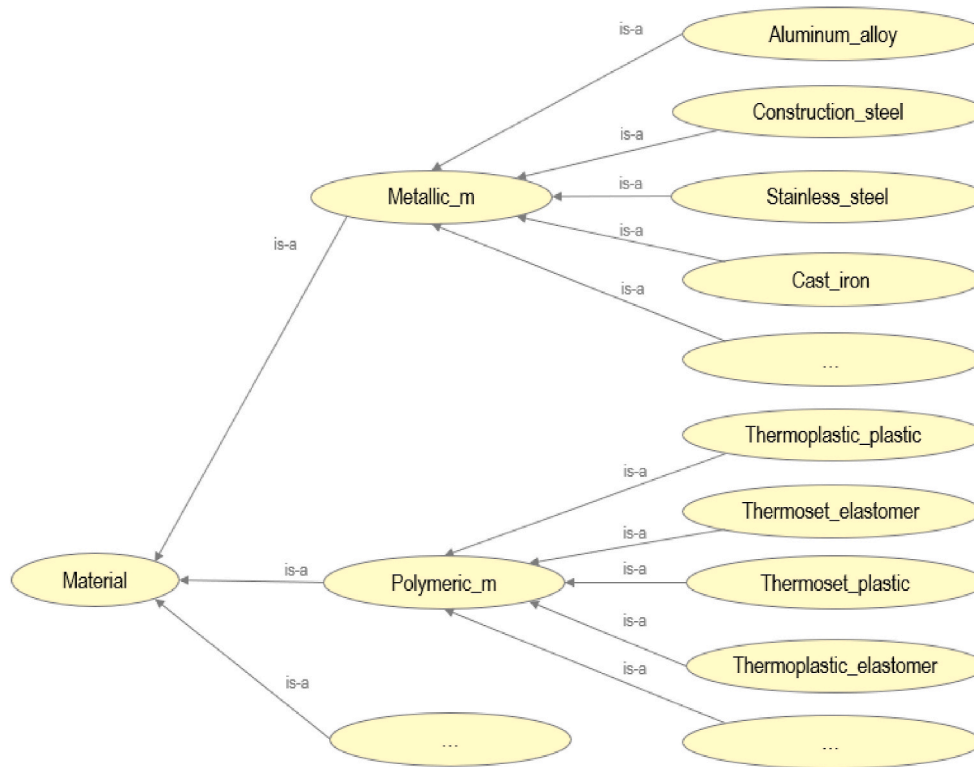 is-a
Aluminum_alloy
is-a
Construction_steel
Metallic_m
is-a
Stainless_steel
is-a
is-a
Cast_iron
is-a
...
Thermoplastic_plastic
is-a
Thermoset_elastomer
is-a
Material
is-a
Polymeric_m
is-a
Thermoset_plastic
is-a
Thermoplastic_elastomer
is-a
is-a
...
...